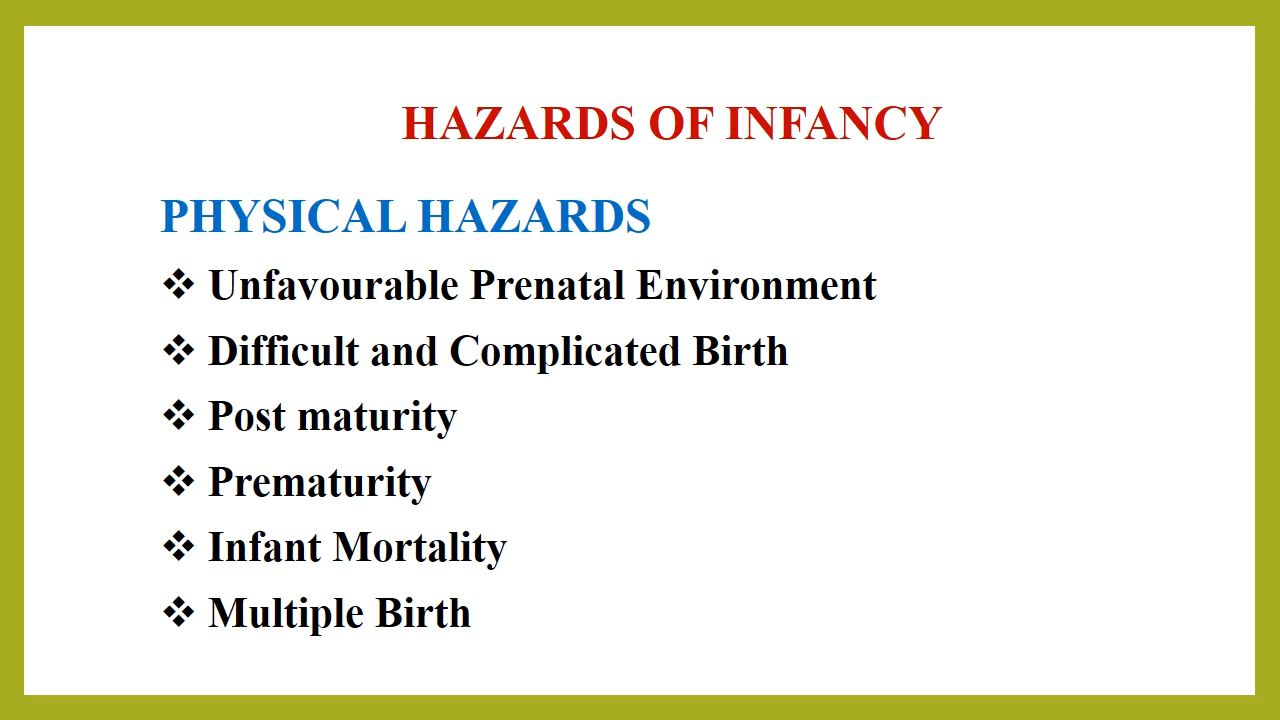 HAZARDS OF INFANCY
PHYSICAL HAZARDS
❖ Unfavourable Prenatal Environment
❖ Difficult and Complicated Birth
❖ Post maturity
❖ Prematurity
❖ Infant Mortality
❖ Multiple Birth